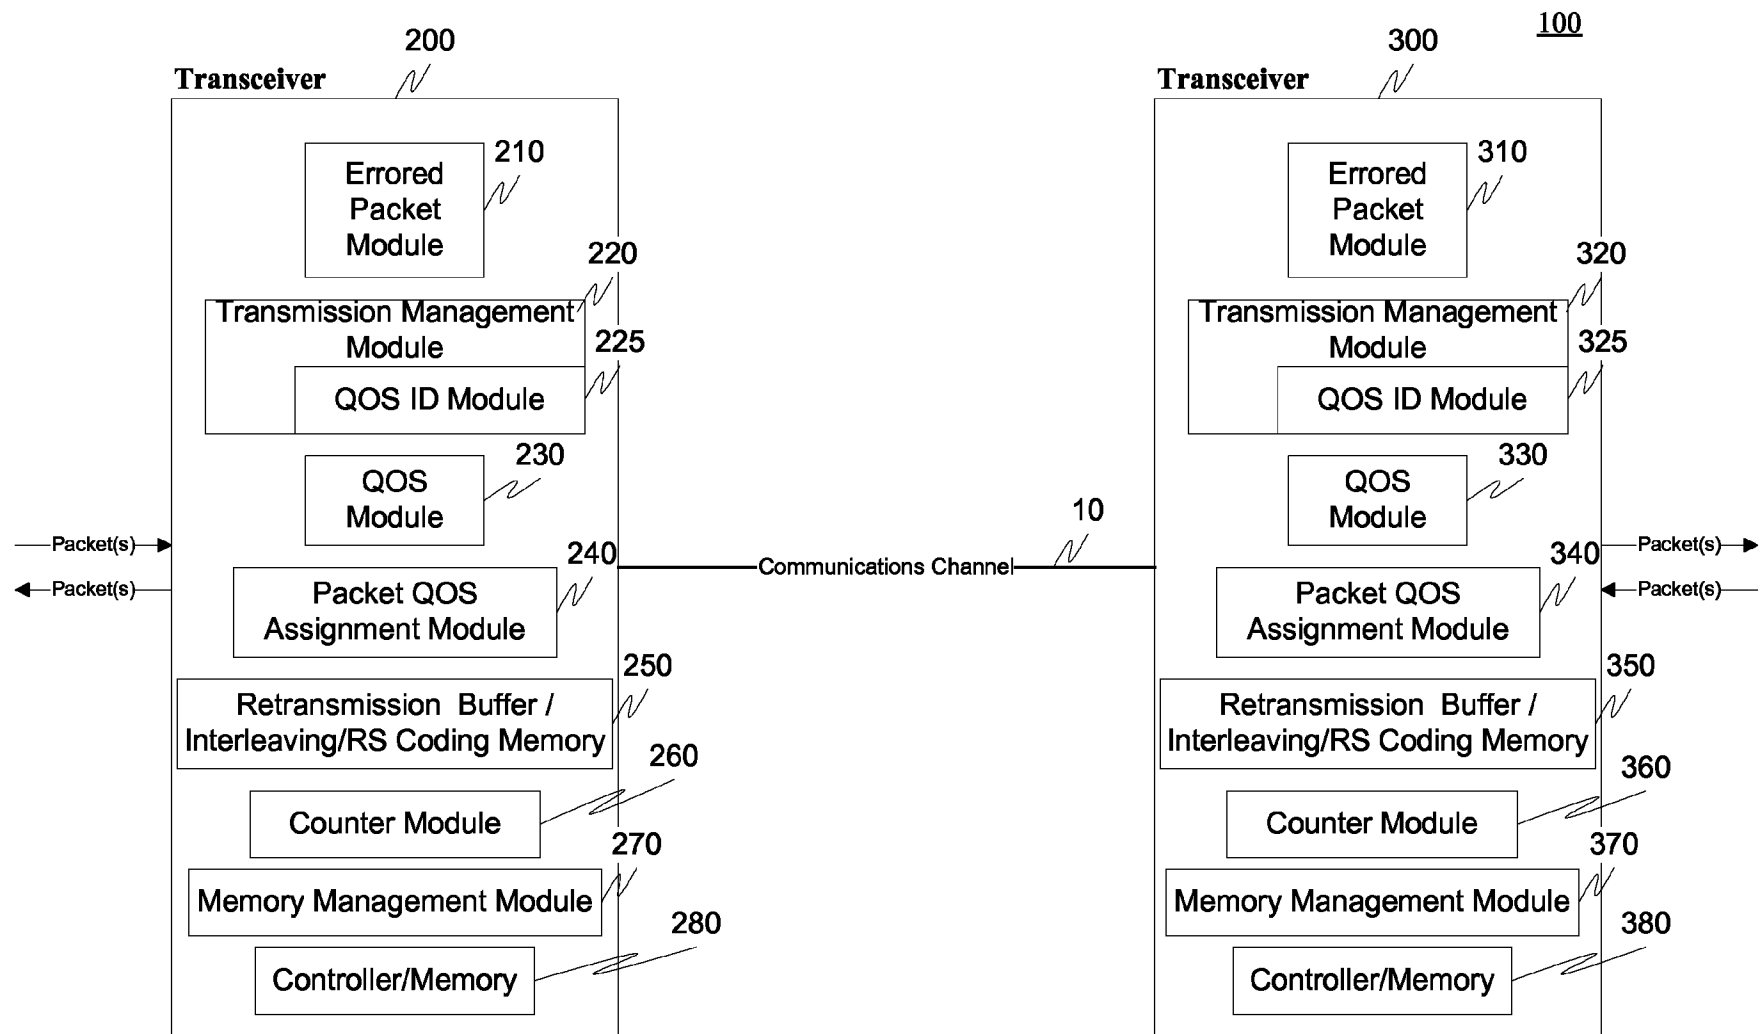 100
200
Transceiver
210
Errored
Packet
Module
220
Transmission Management
Module
225
QOS ID Module
230
QOS
Module
Packet(s)
Packet(s)
240
Packet QOS
Assignment Module
250
Retransmission Buffer /
Interleaving/RS Coding Memory
260
Counter Module
270
Memory Management Module
280
Controller/Memory
10
Communications Channel
300
Transceiver
310
Errored
Packet
Module
320
Transmission Management
Module
325
QOS ID Module
330
QOS
Module
Packet(s)
Packet(s)
340
Packet QOS
Assignment Module
350
Retransmission Buffer /
Interleaving/RS Coding Memory
360
Counter Module
370
Memory Management Module
380
Controller/Memory